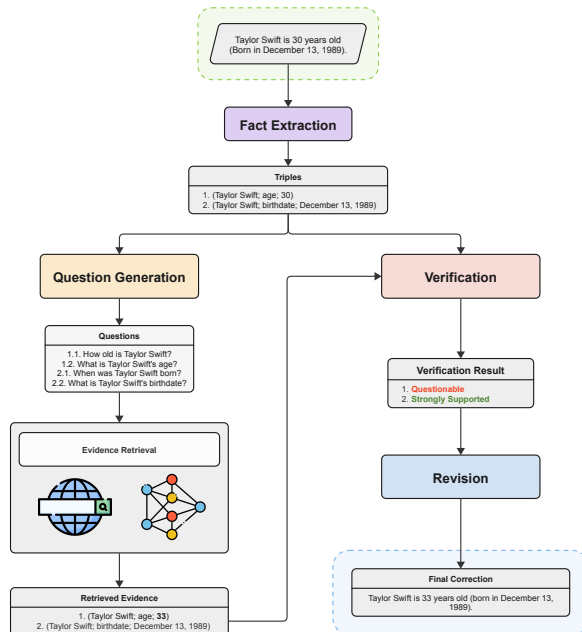 Taylor Swift is 30 years old
(Born in December 13, 1989).
Fact Extraction
Triples
1. (Taylor Swift; age; 30)
2. (Taylor Swift; birthdate; December 13, 1989)
Question Generation
Verification
Questions
1.1. How old is Taylor Swift?
1.2. What is Taylor Swift's age?
2.1. When was Taylor Swift born?
2.2. What is Taylor Swift's birthdate?
Verification Result
1. Questionable
2. Strongly Supported
Evidence Retrieval
Revision
Final Correction
Taylor Swift is 33 years old (born in December 13,
1989).
Retrieved Evidence
1. (Taylor Swift; age; 33)
2. (Taylor Swift; birthdate; December 13, 1989)